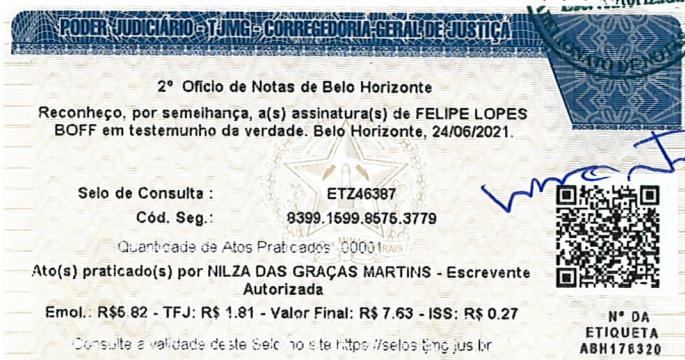 Escr. Autorizada
PODER JUDICIÁRIO - TJMG - CORREGEDORIA-GERAL DE JUSTIÇA
2º Ofício de Notas de Belo Horizonte
Reconheço, por semelhança, a(s) assinatura(s) de FELIPE LOPES
BOFF em testemunho da verdade. Belo Horizonte, 24/06/2021.
Selo de Consulta : ETZ46387
Cód. Seg.: 8399.1599.8575.3779
Quantidade de Atos Praticados: 00001
Ato(s) praticado(s) por NILZA DAS GRAÇAS MARTINS - Escrevente
Autorizada
Emol.: R$5.82 - TFJ: R$ 1.81 - Valor Final: R$ 7.63 - ISS: R$ 0.27
Consulte a validade deste Selo no site https://selos.tjmg.jus.br
Nº DA
ETIQUETA
ABH176320